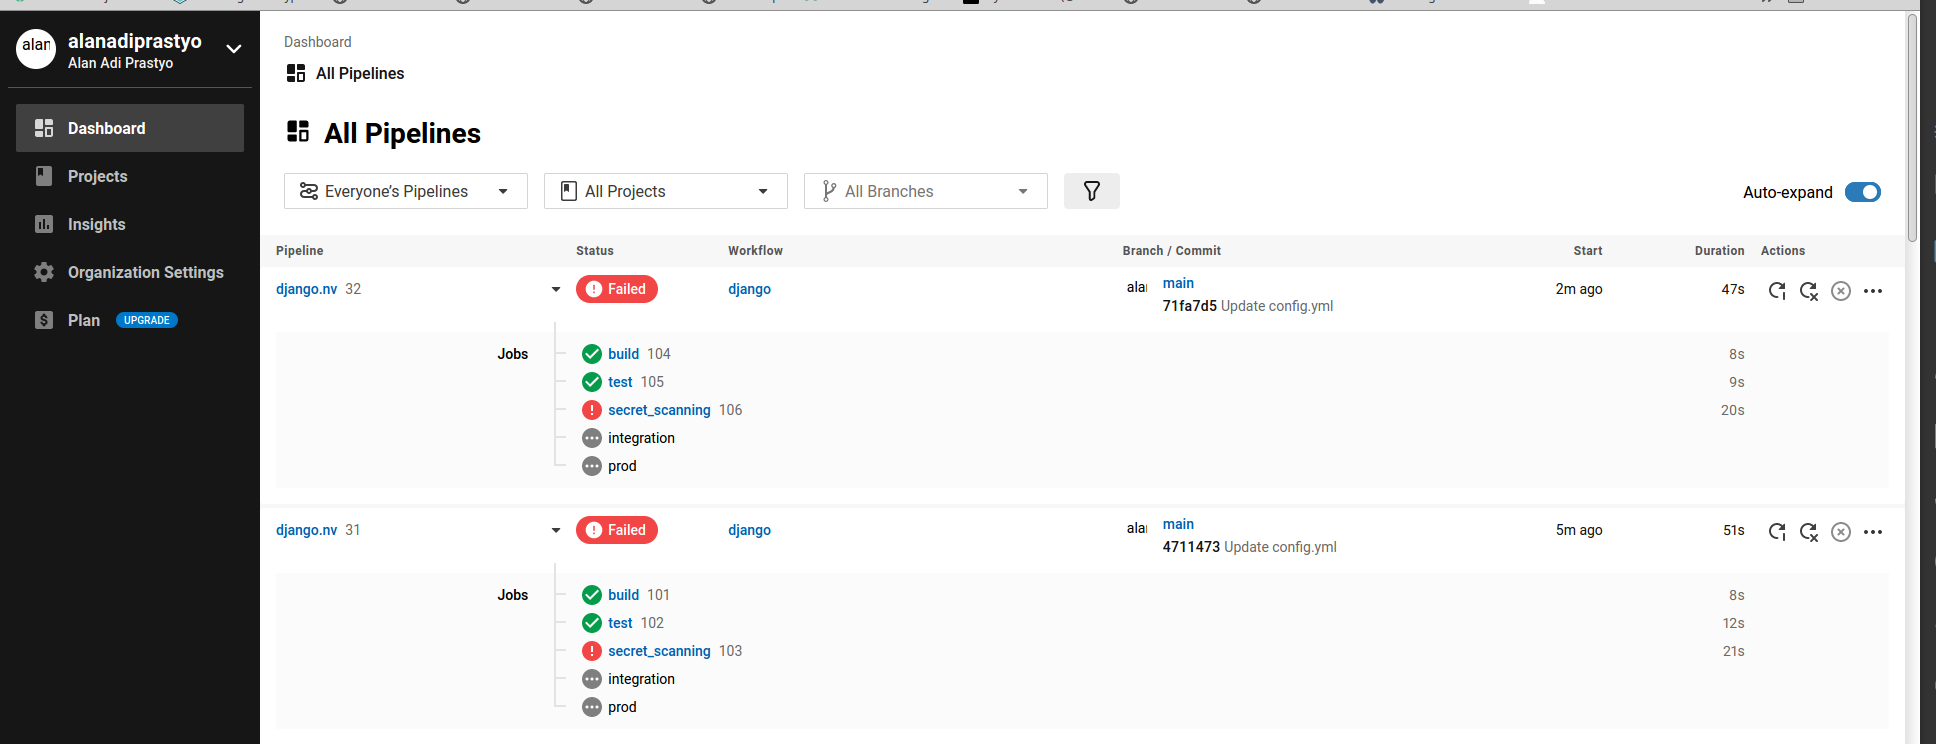 alan
alanadiprastyo
Alan Adi Prastyo
Dashboard
Projects
Insights
Organization Settings
Plan UPGRADE
Dashboard
All Pipelines
All Pipelines
Everyone's Pipelines All Projects All Branches Auto-expand
Pipeline Status Workflow Branch / Commit Start Duration Actions
django.nv 32 Failed django main 2m ago 47s
71fa7d5 Update config.yml
Jobs build 104 8s
test 105 9s
secret_scanning 106 20s
integration
prod
django.nv 31 Failed django main 5m ago 51s
4711473 Update config.yml
Jobs build 101 8s
test 102 12s
secret_scanning 103 21s
integration
prod